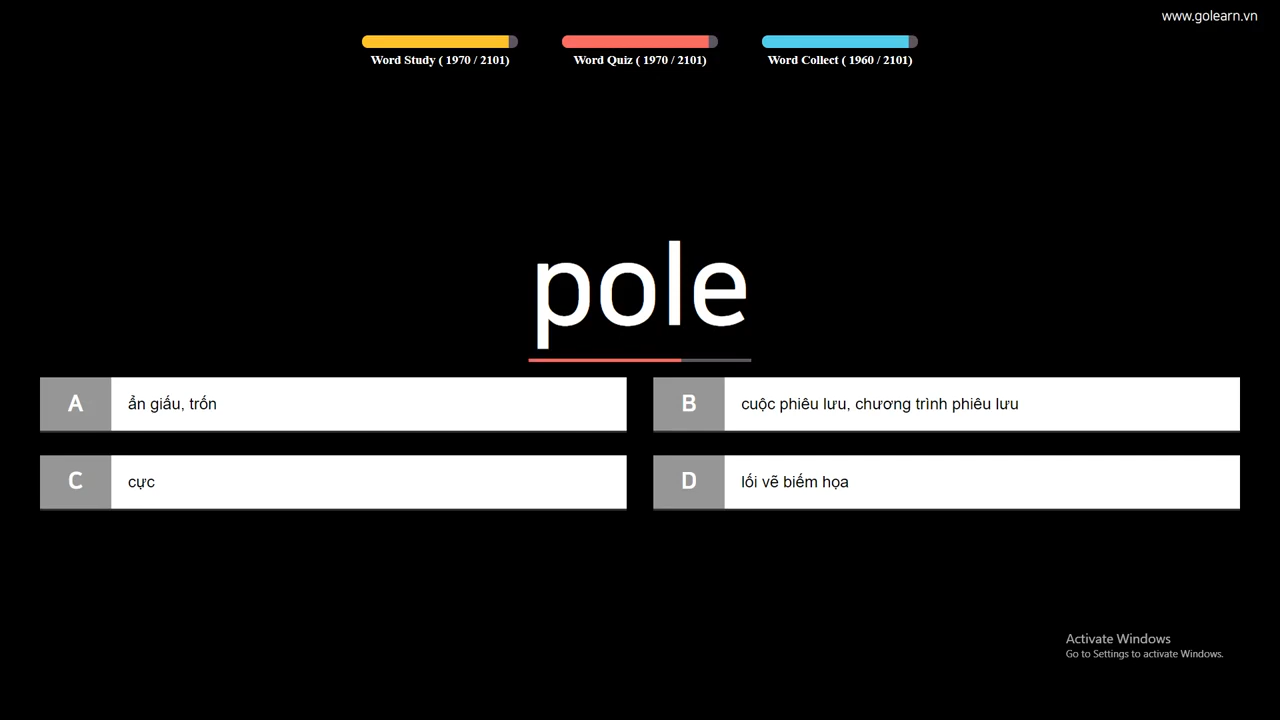 www.golearn.vn
Word Study ( 1970 / 2101)
Word Quiz ( 1970 / 2101)
Word Collect ( 1960 / 2101)
pole
A ẩn giấu, trốn
B cuộc phiêu lưu, chương trình phiêu lưu
C cực
D lối vẽ biếm họa
Activate Windows
Go to Settings to activate Windows.